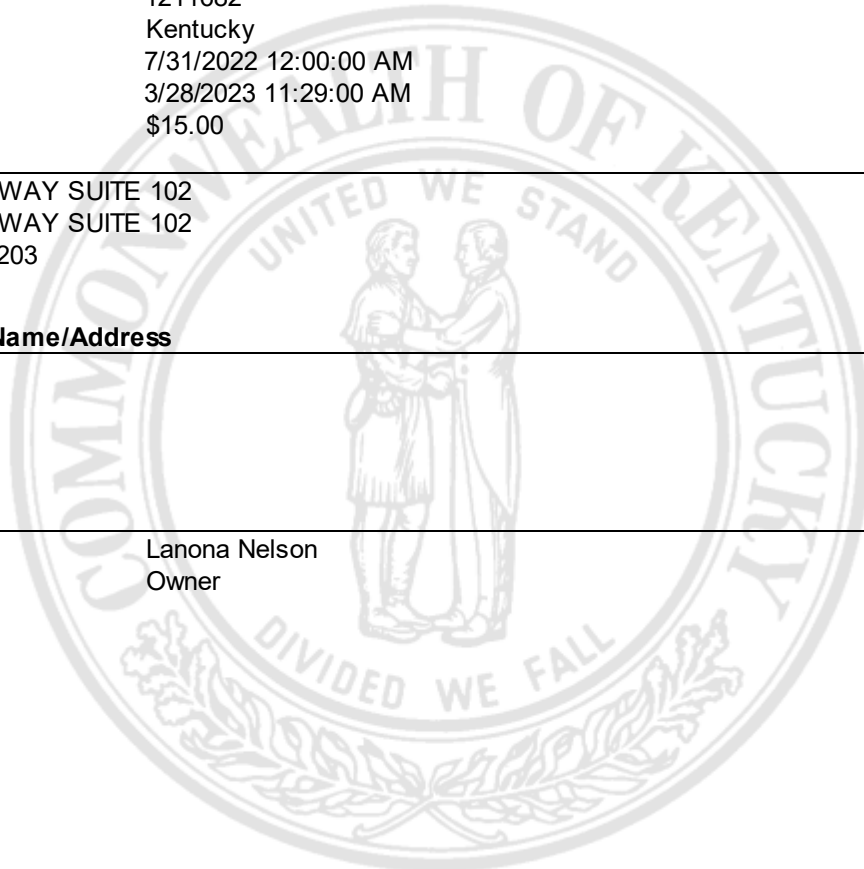 Kentucky
7/31/2022 12:00:00 AM
3/28/2023 11:29:00 AM
$15.00
WAY SUITE 102
WAY SUITE 102
203
Name/Address
Lanona Nelson
Owner
COMMONWEALTH OF KENTUCKY
UNITED WE STAND
DIVIDED WE FALL